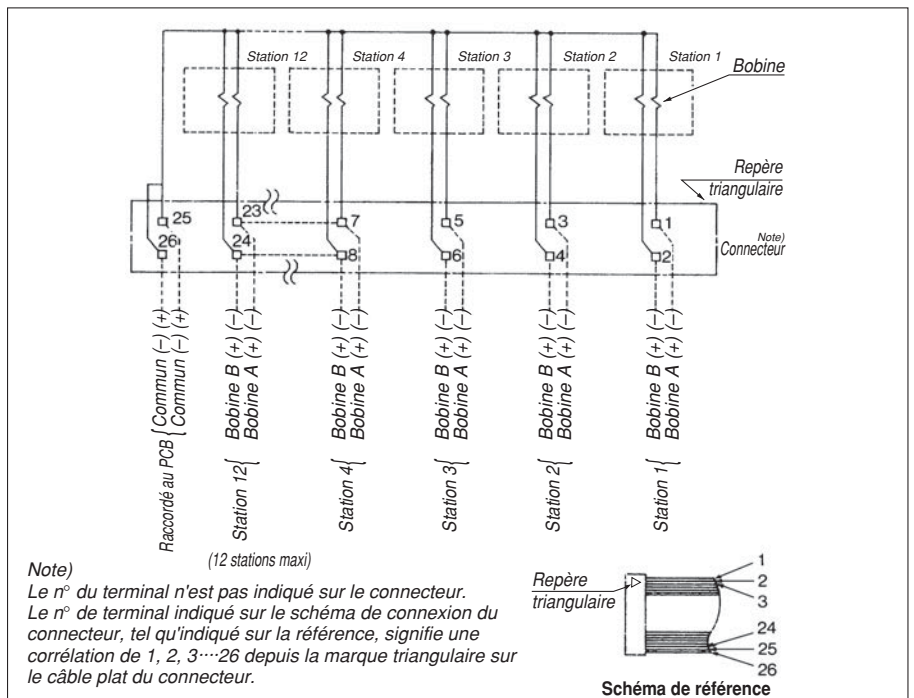 Station 12
Station 4
Station 3
Station 2
Station 1
Bobine
Repère
triangulaire
25
23
7
5
3
1
Note)
Connecteur
26
24
8
6
4
2
Raccordé au PCB { Commun (–) (+)
Commun (–) (+)
Station 12 { Bobine B (+) (–)
Bobine A (+) (–)
Station 4 { Bobine B (+) (–)
Bobine A (+) (–)
Station 3 { Bobine B (+) (–)
Bobine A (+) (–)
Station 2 { Bobine B (+) (–)
Bobine A (+) (–)
Station 1 { Bobine B (+) (–)
Bobine A (+) (–)
(12 stations maxi)
Note)
Le n° du terminal n'est pas indiqué sur le connecteur.
Le n° de terminal indiqué sur le schéma de connexion du
connecteur, tel qu'indiqué sur la référence, signifie une
corrélation de 1, 2, 3····26 depuis la marque triangulaire sur
le câble plat du connecteur.
Repère
triangulaire
1
2
3
24
25
26
Schéma de référence